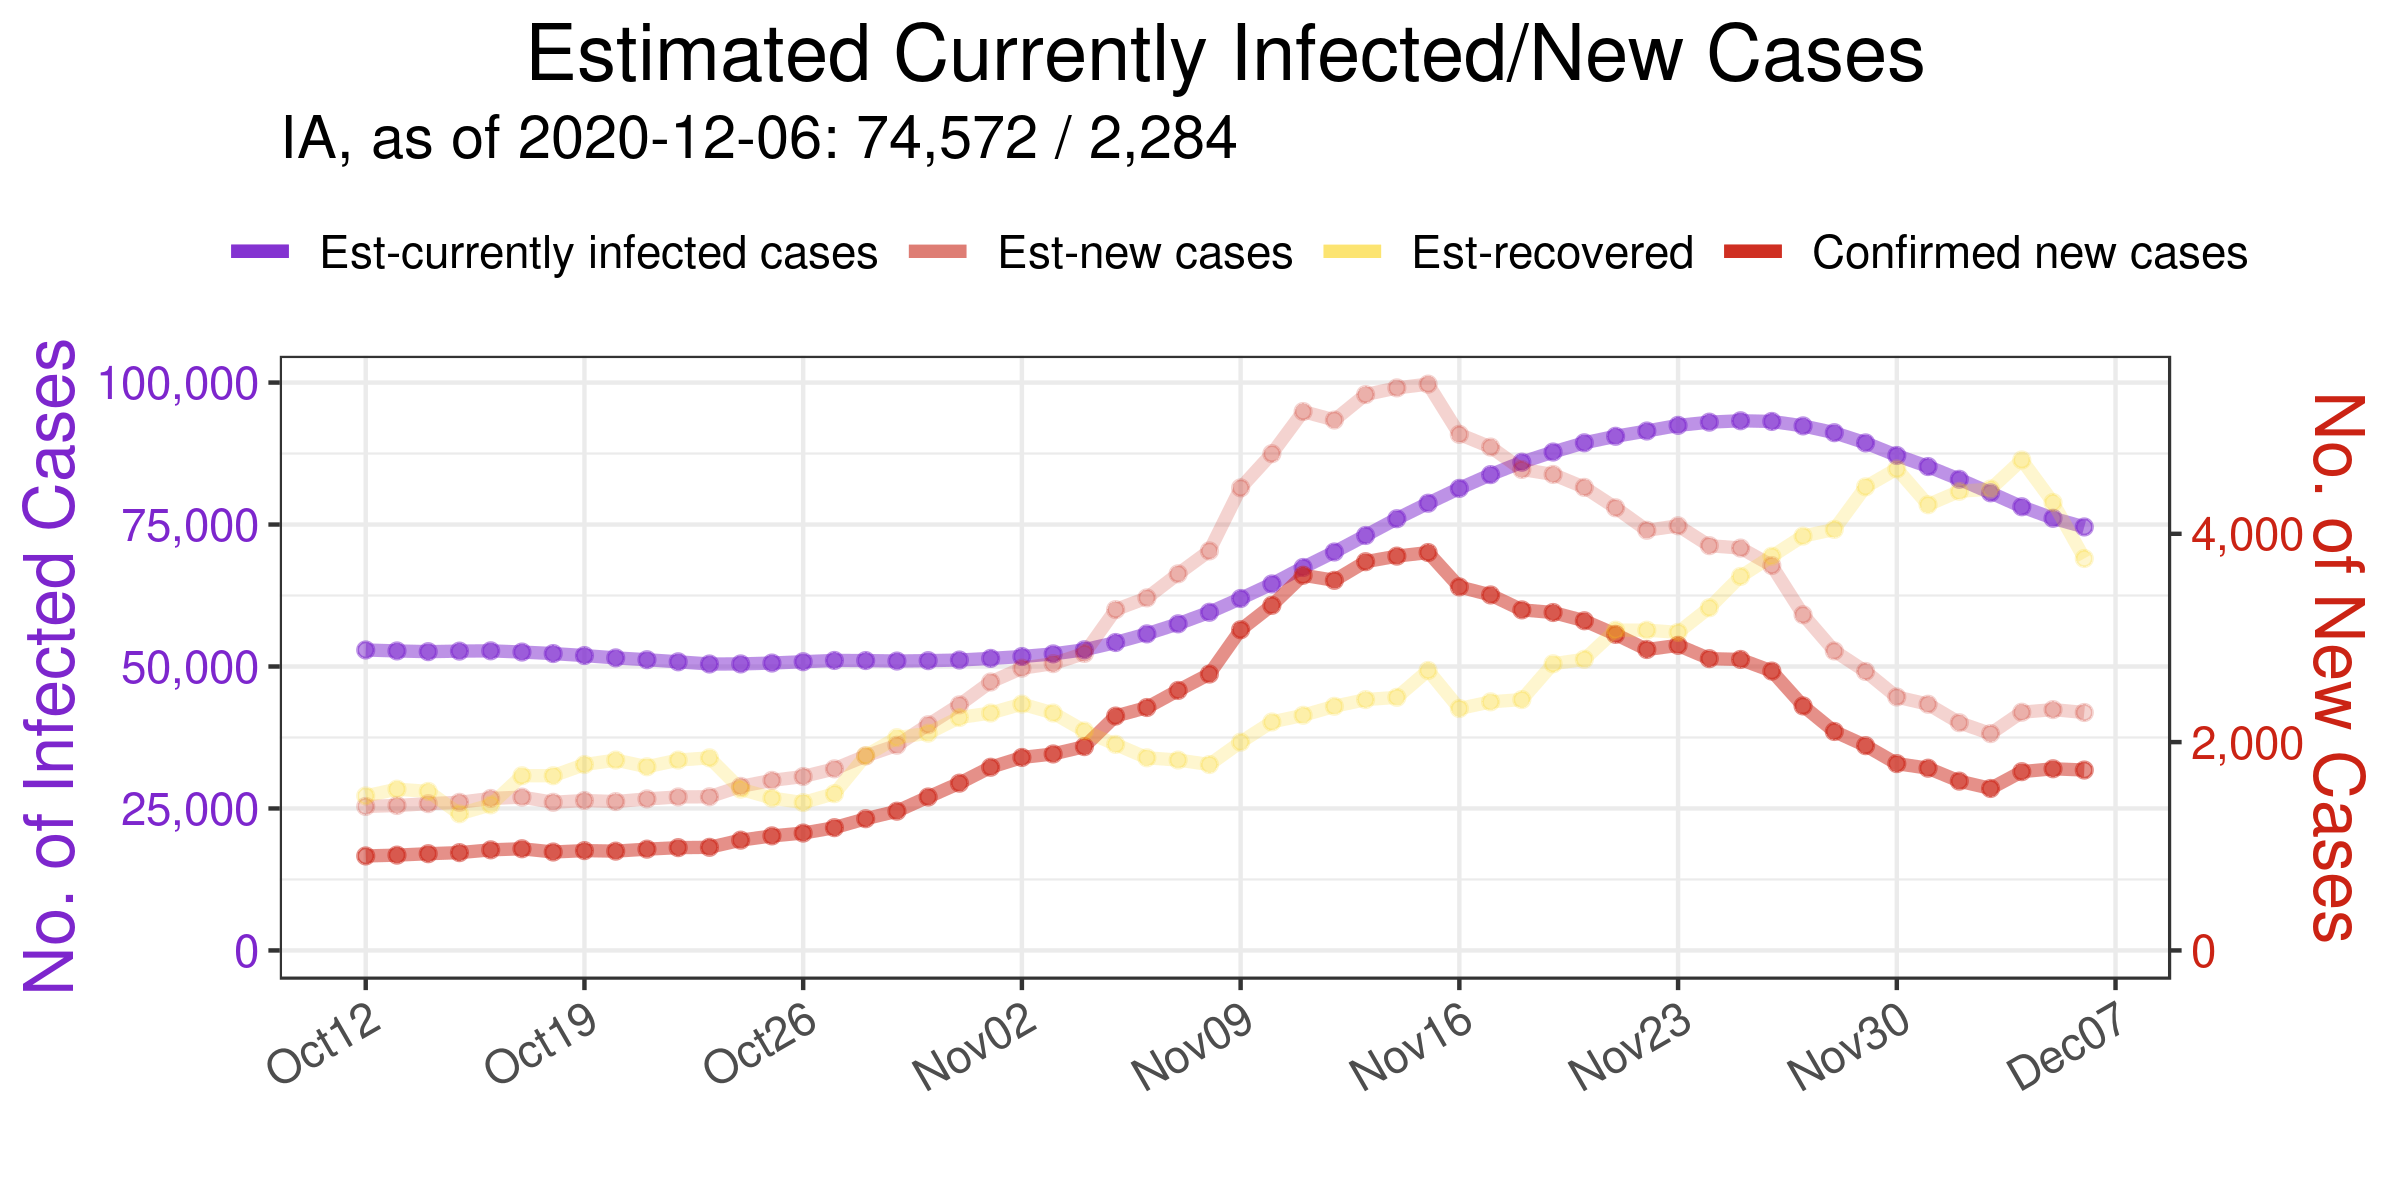 Estimated Currently Infected/New Cases
IA, as of 2020-12-06: 74,572 / 2,284
Est-currently infected cases
Est-new cases
Est-recovered
Confirmed new cases
No. of Infected Cases
100,000
75,000
50,000
25,000
0
4,000
2,000
0
No. of New Cases
Oct12
Oct19
Oct26
Nov02
Nov09
Nov16
Nov23
Nov30
Dec07